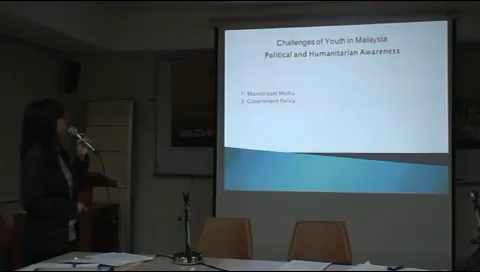 Challenges of Youth in Malaysia
Political and Humanitarian Awareness
1. Mainstream Media
2. Government Policy